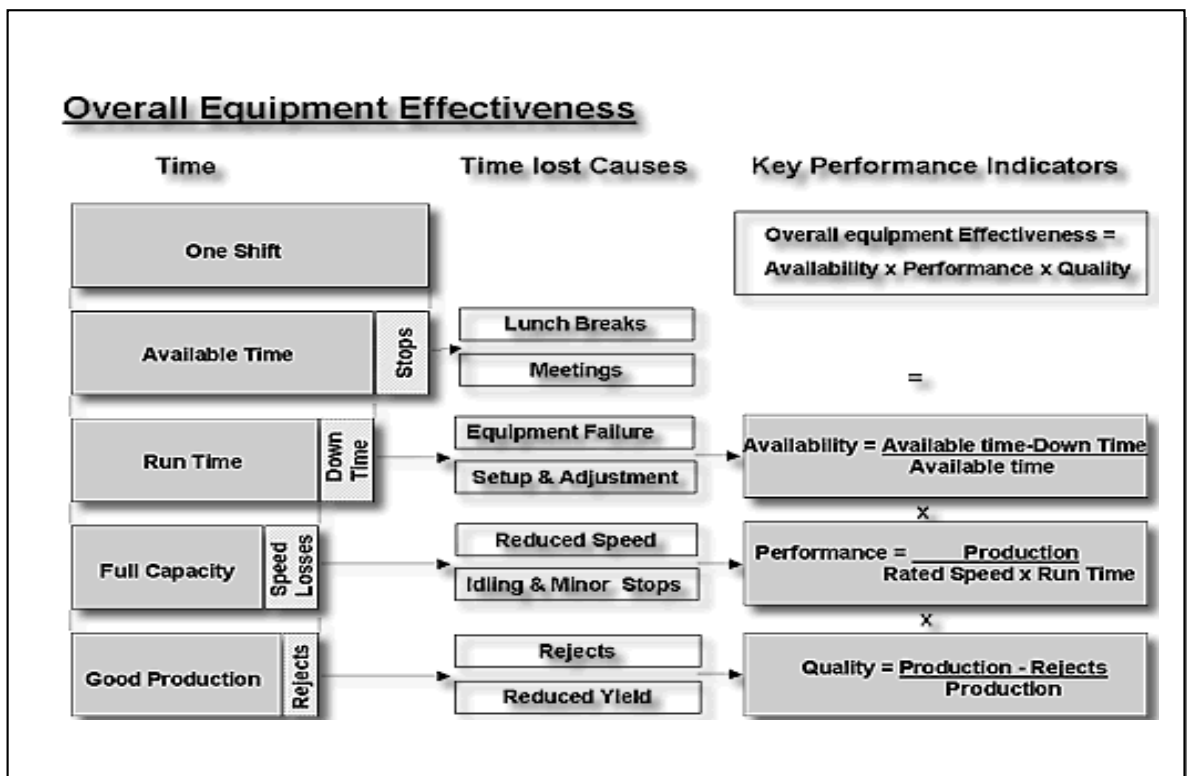 Overall Equipment Effectiveness
Time
Time lost Causes
Key Performance Indicators
One Shift
Overall equipment Effectiveness =
Availability x Performance x Quality
Available Time
Stops
Lunch Breaks
Meetings
=
Run Time
Down
Time
Equipment Failure
Setup & Adjustment
Availability = Available time-Down Time
Available time
x
Full Capacity
Speed
Losses
Reduced Speed
Idling & Minor Stops
Performance = Production
Rated Speed x Run Time
x
Good Production
Rejects
Rejects
Reduced Yield
Quality = Production - Rejects
Production